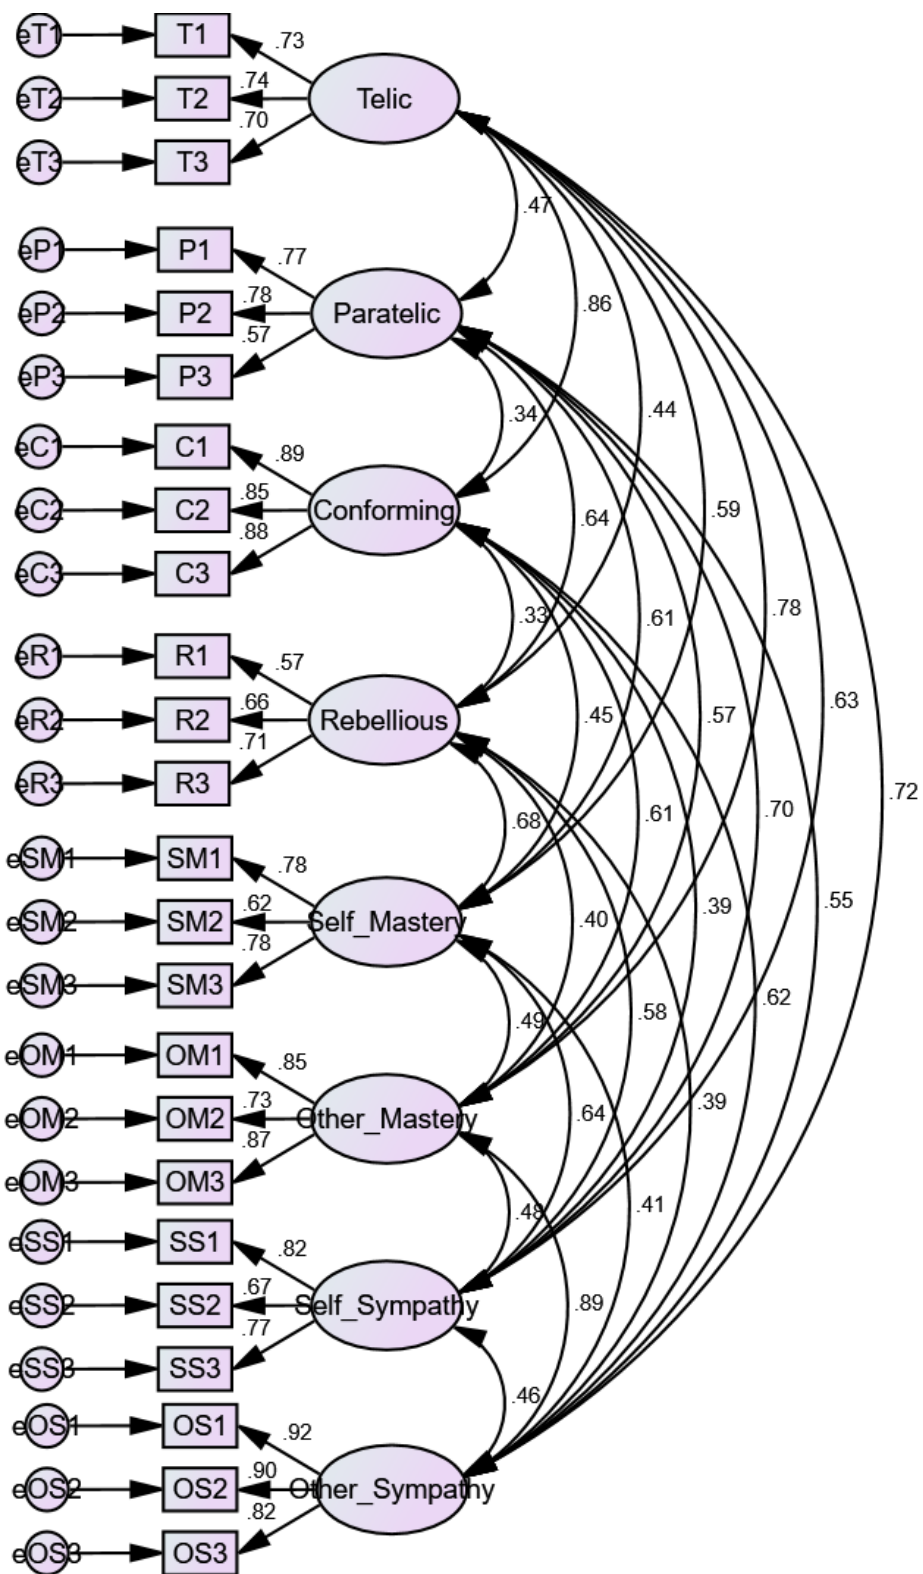 eT1 T1 .73
eT2 T2 .74 Telic
eT3 T3 .70
.47
eP1 P1 .77
eP2 P2 .78 Paratelic .86
eP3 P3 .57
.34 .44
eC1 C1 .89
eC2 C2 .85 Conforming .64 .59
eC3 C3 .88
.33 .61 .78
eR1 R1 .57
eR2 R2 .66 Rebellious .45 .57 .63
eR3 R3 .71
.68 .61 .70 .72
eSM1 SM1 .78
eSM2 SM2 .62 Self_Mastery .40 .39 .55
eSM3 SM3 .78
.49 .58 .62
eOM1 OM1 .85
eOM2 OM2 .73 Other_Mastery .64 .39
eOM3 OM3 .87
.48 .41
eSS1 SS1 .82
eSS2 SS2 .67 Self_Sympathy .89
eSS3 SS3 .77
.46
eOS1 OS1 .92
eOS2 OS2 .90 Other_Sympathy
eOS3 OS3 .82